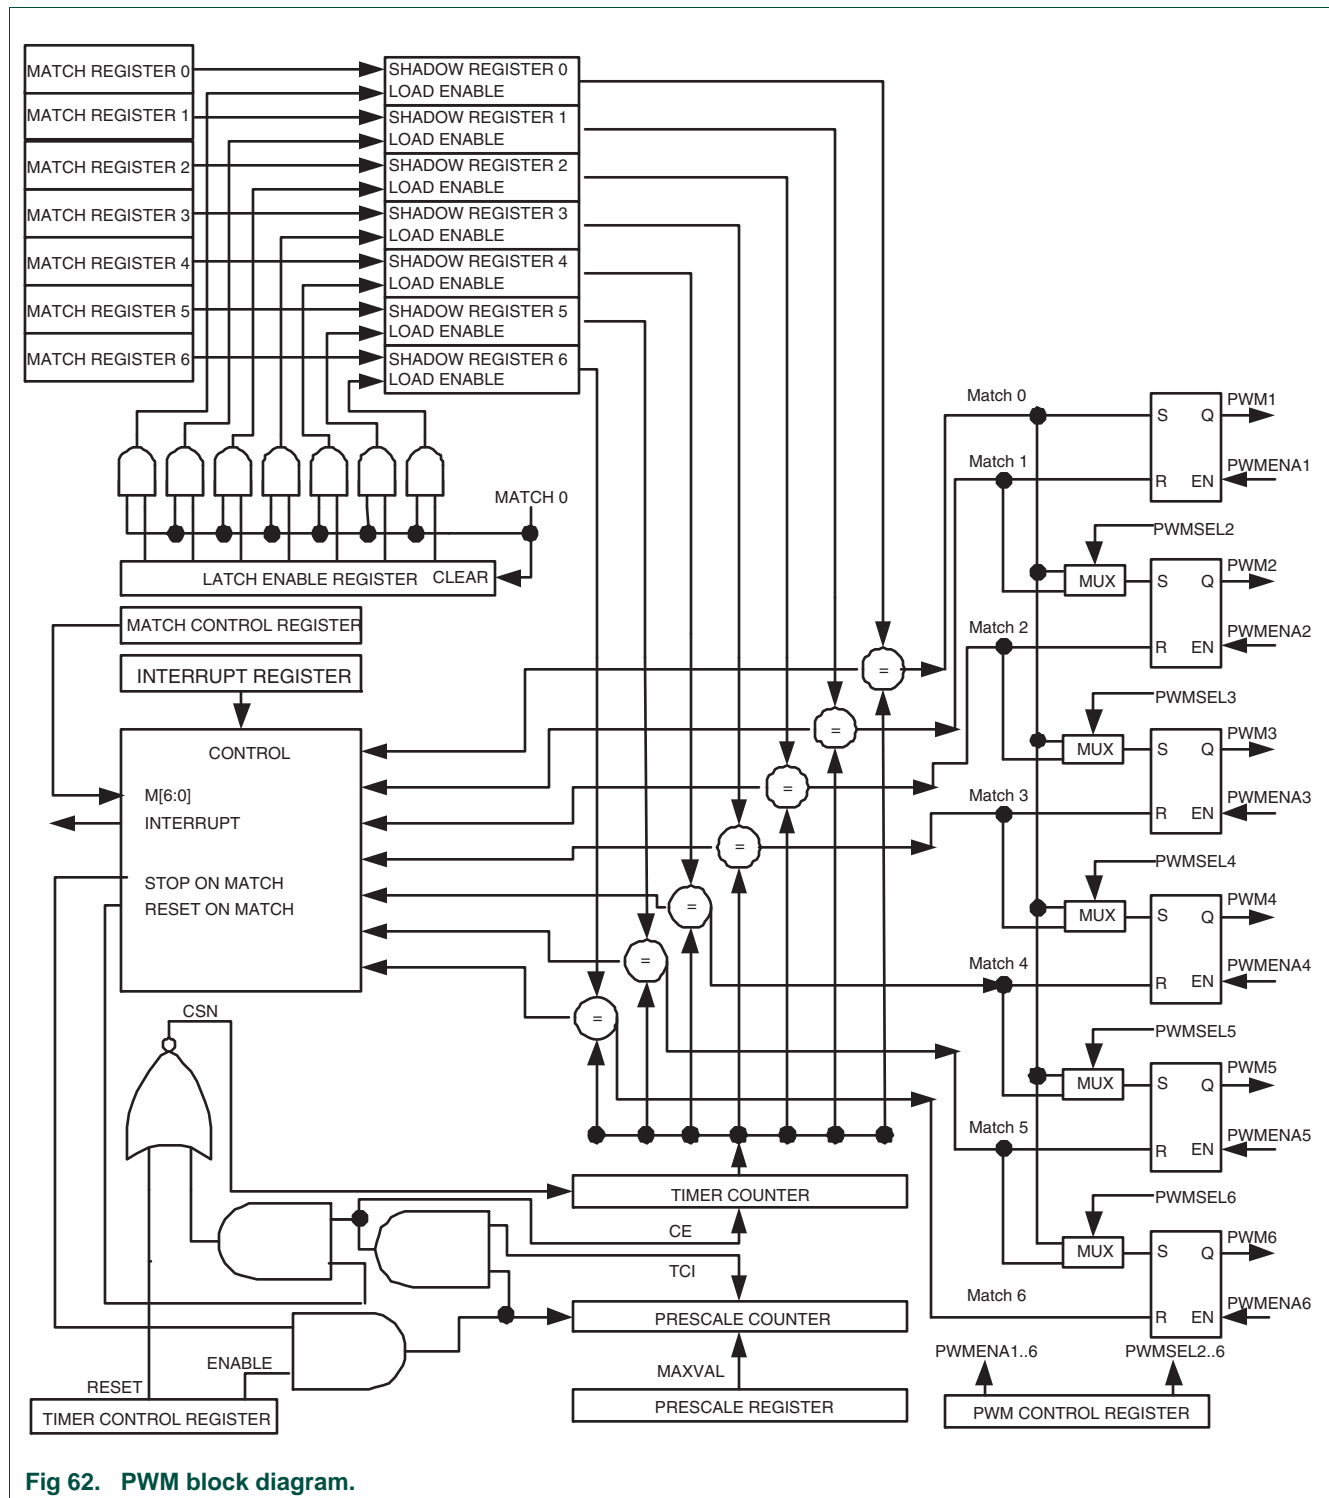 MATCH REGISTER 0
MATCH REGISTER 1
MATCH REGISTER 2
MATCH REGISTER 3
MATCH REGISTER 4
MATCH REGISTER 5
MATCH REGISTER 6
SHADOW REGISTER 0
LOAD ENABLE
SHADOW REGISTER 1
LOAD ENABLE
SHADOW REGISTER 2
LOAD ENABLE
SHADOW REGISTER 3
LOAD ENABLE
SHADOW REGISTER 4
LOAD ENABLE
SHADOW REGISTER 5
LOAD ENABLE
SHADOW REGISTER 6
LOAD ENABLE
MATCH 0
LATCH ENABLE REGISTER
CLEAR
MATCH CONTROL REGISTER
INTERRUPT REGISTER
CONTROL
M[6:0]
INTERRUPT
STOP ON MATCH
RESET ON MATCH
=
=
=
=
=
=
=
CSN
TIMER COUNTER
CE
TCI
PRESCALE COUNTER
MAXVAL
PRESCALE REGISTER
ENABLE
RESET
TIMER CONTROL REGISTER
Match 0
S
Q
PWM1
Match 1
R
EN
PWMENA1
PWMSEL2
MUX
S
Q
PWM2
Match 2
R
EN
PWMENA2
PWMSEL3
MUX
S
Q
PWM3
Match 3
R
EN
PWMENA3
PWMSEL4
MUX
S
Q
PWM4
Match 4
R
EN
PWMENA4
PWMSEL5
MUX
S
Q
PWM5
Match 5
R
EN
PWMENA5
PWMSEL6
MUX
S
Q
PWM6
Match 6
R
EN
PWMENA6
PWMENA1..6
PWMSEL2..6
PWM CONTROL REGISTER
Fig 62. PWM block diagram.